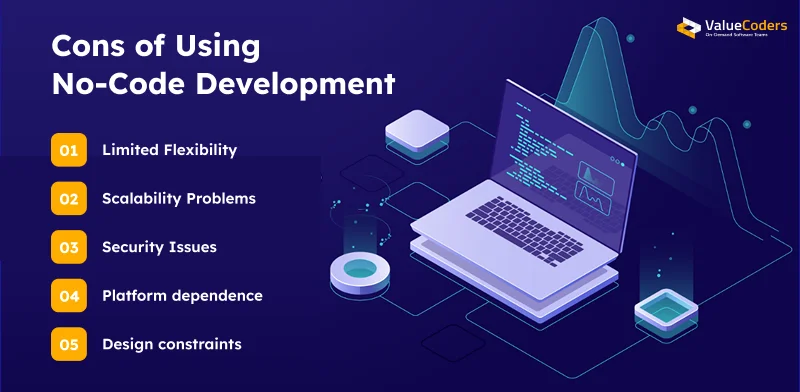 Cons of Using
No-Code Development
ValueCoders
On-Demand Software Teams
01 Limited Flexibility
02 Scalability Problems
03 Security Issues
04 Platform dependence
05 Design constraints